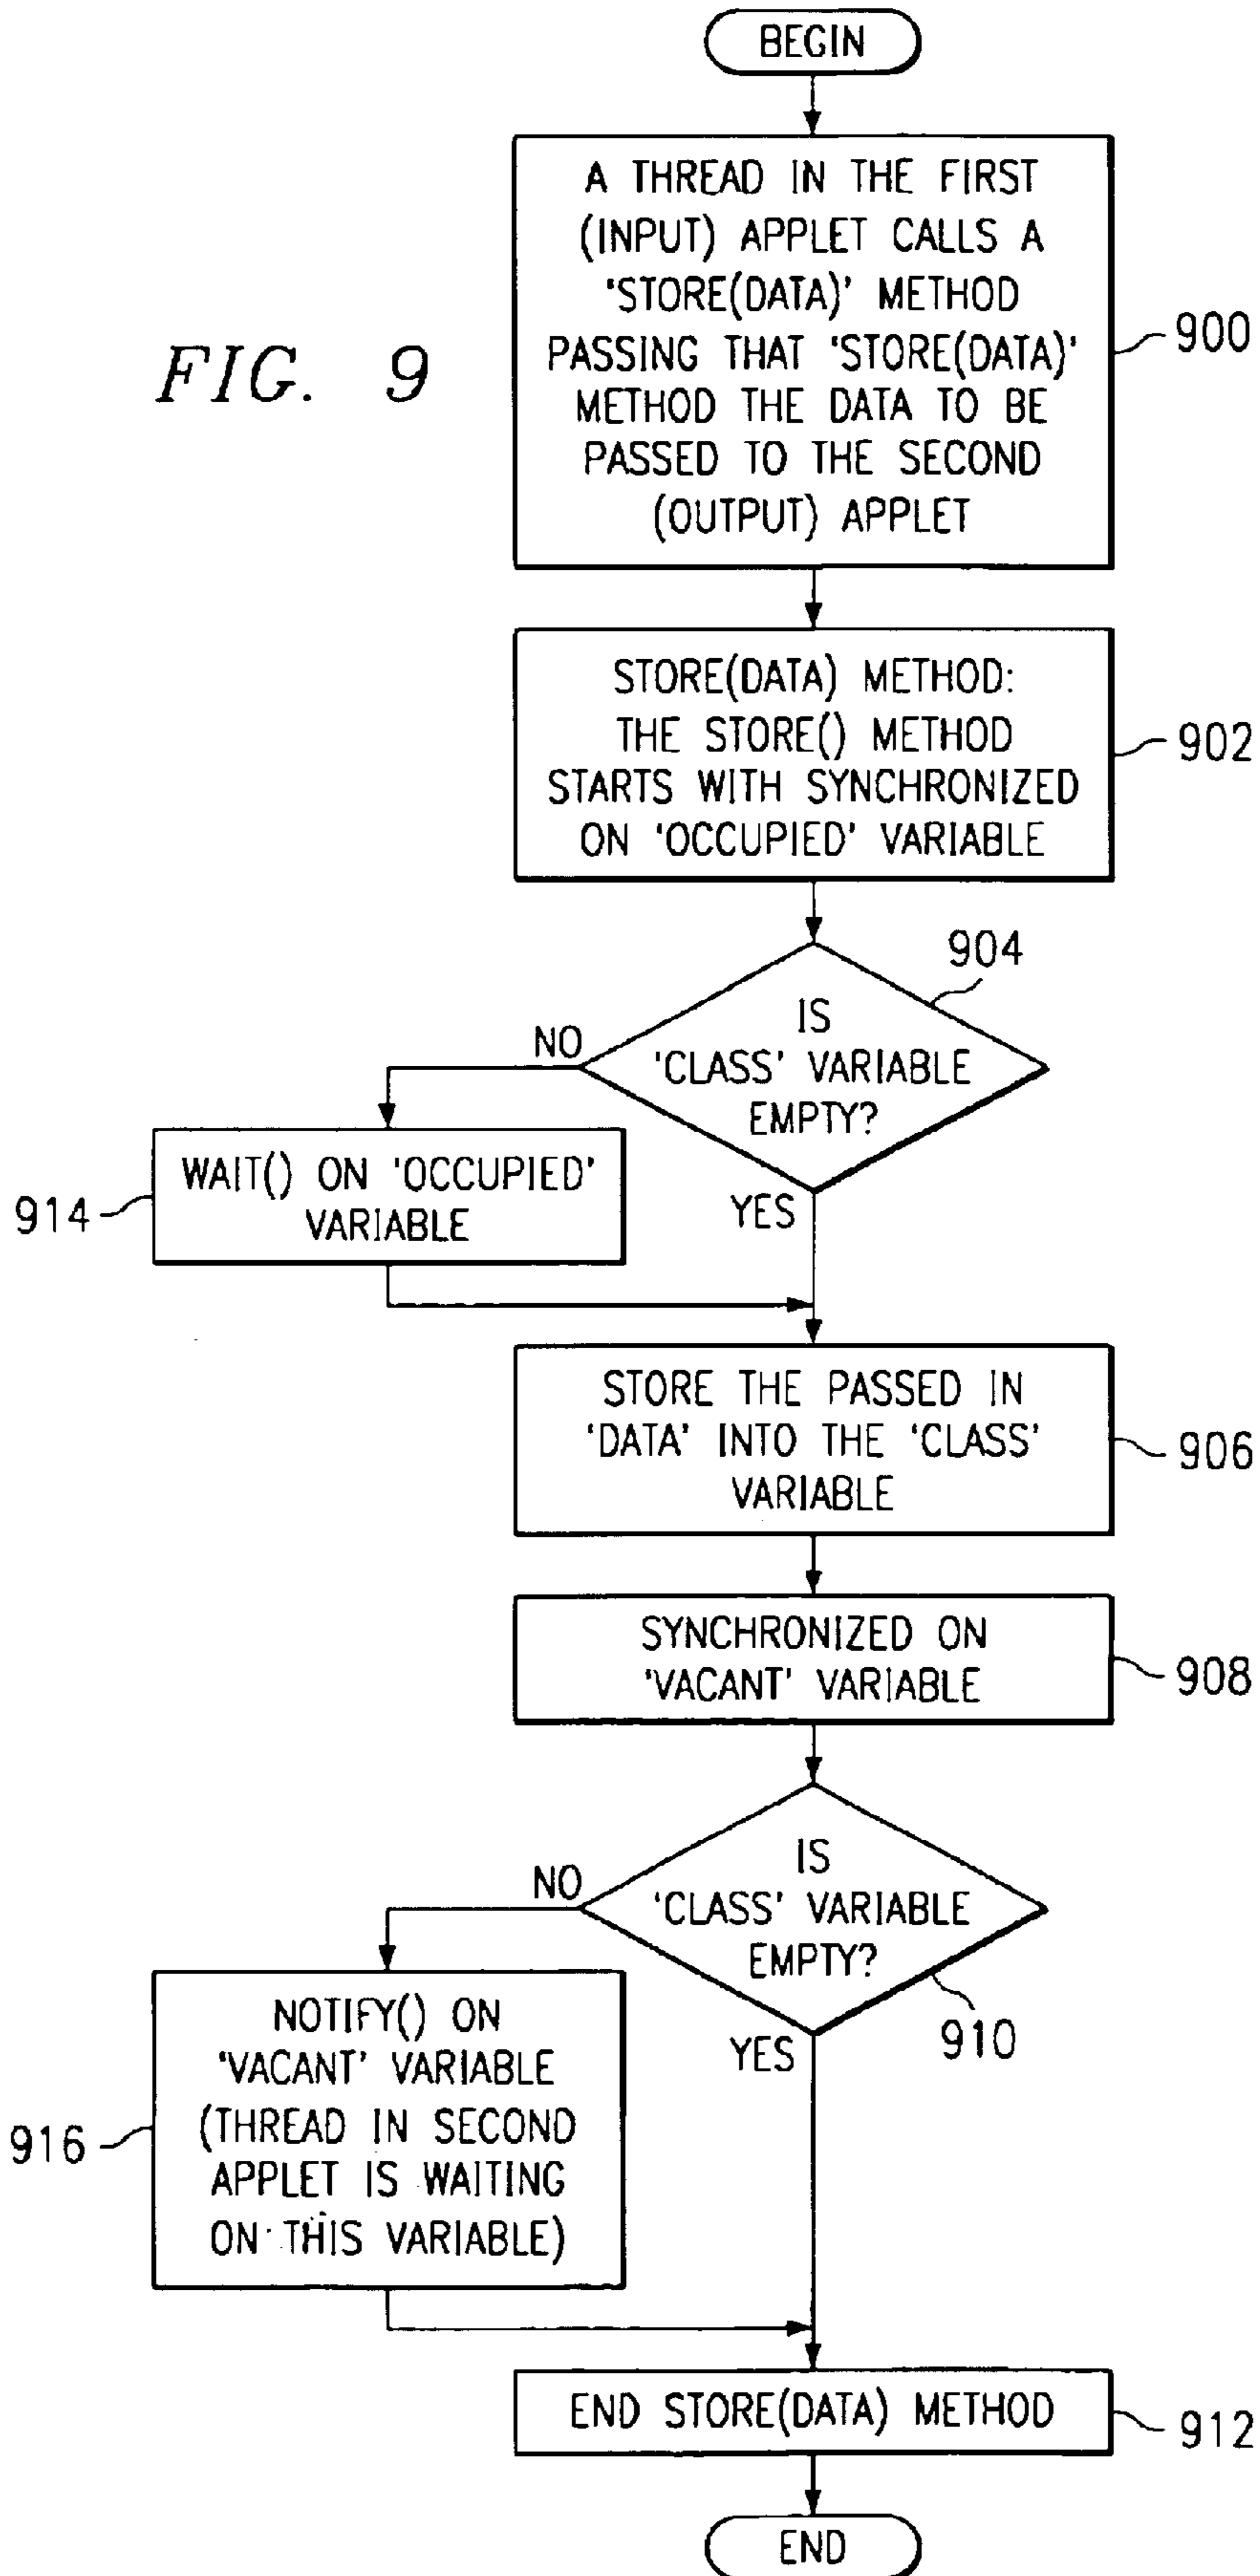 BEGIN
A THREAD IN THE FIRST
(INPUT) APPLET CALLS A
'STORE(DATA)' METHOD
PASSING THAT 'STORE(DATA)'
METHOD THE DATA TO BE
PASSED TO THE SECOND
(OUTPUT) APPLET
900
FIG. 9
STORE(DATA) METHOD:
THE STORE() METHOD
STARTS WITH SYNCHRONIZED
ON 'OCCUPIED' VARIABLE
902
904
IS
'CLASS' VARIABLE
EMPTY?
NO
YES
WAIT() ON 'OCCUPIED'
VARIABLE
914
STORE THE PASSED IN
'DATA' INTO THE 'CLASS'
VARIABLE
906
SYNCHRONIZED ON
'VACANT' VARIABLE
908
IS
'CLASS' VARIABLE
EMPTY?
NO
YES
910
NOTIFY() ON
'VACANT' VARIABLE
(THREAD IN SECOND
APPLET IS WAITING
ON THIS VARIABLE)
916
END STORE(DATA) METHOD
912
END